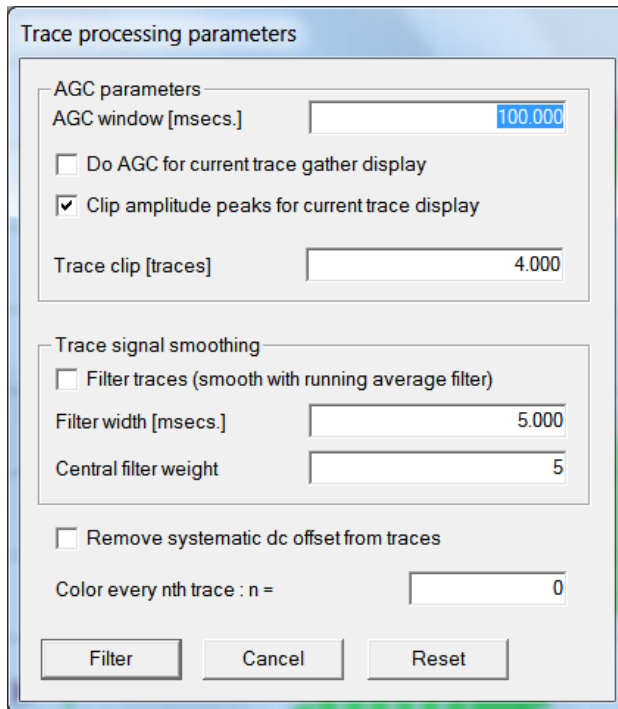 Trace processing parameters
AGC parameters
AGC window [msecs.] 100.000
Do AGC for current trace gather display
Clip amplitude peaks for current trace display
Trace clip [traces] 4.000
Trace signal smoothing
Filter traces (smooth with running average filter)
Filter width [msecs.] 5.000
Central filter weight 5
Remove systematic dc offset from traces
Color every nth trace : n = 0
Filter Cancel Reset